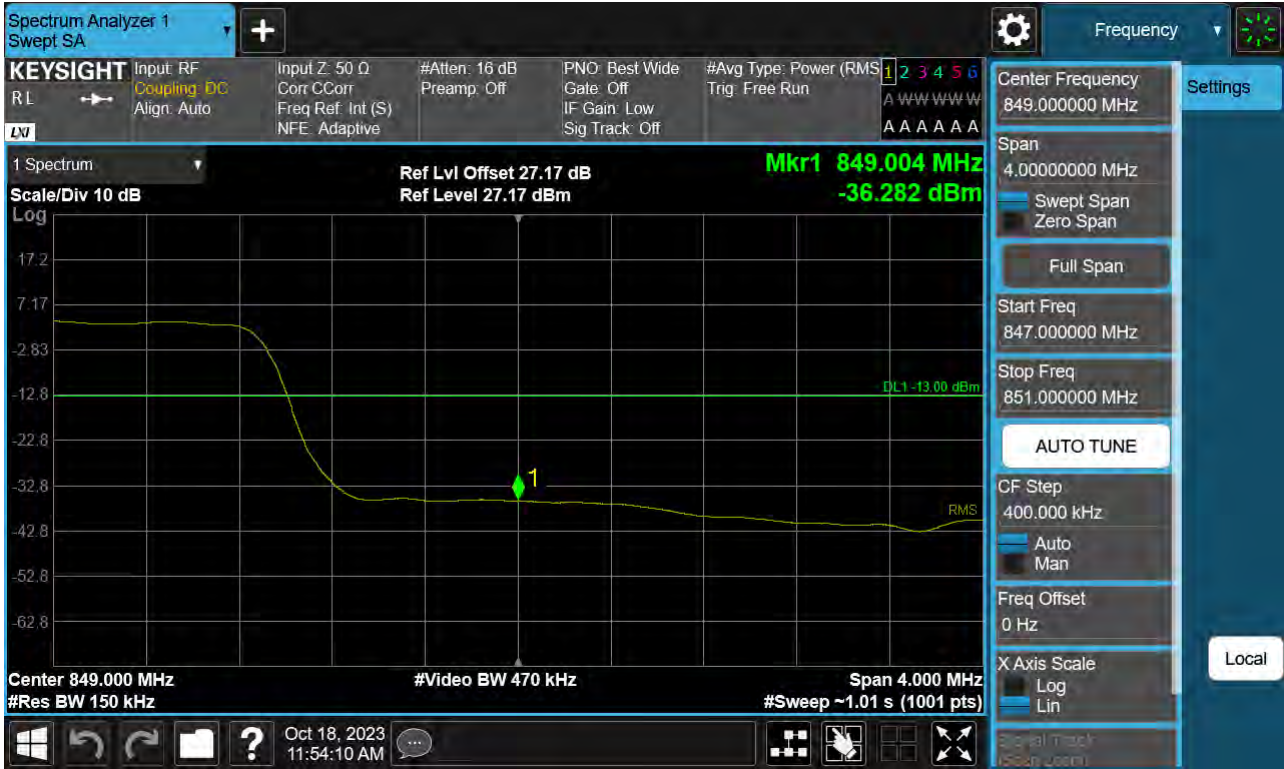 Spectrum Analyzer 1
Swept SA
+
Frequency
KEYSIGHT
RL
LXI
Input: RF
Coupling: DC
Align: Auto
Input Z: 50 Ω
Corr CCorr
Freq Ref: Int (S)
NFE: Adaptive
#Atten: 16 dB
Preamp: Off
PNO: Best Wide
Gate: Off
IF Gain: Low
Sig Track: Off
#Avg Type: Power (RMS
Trig: Free Run
1 2 3 4 5 6
A W W W W W
A A A A A A
1 Spectrum
Scale/Div 10 dB
Log
Ref Lvl Offset 27.17 dB
Ref Level 27.17 dBm
Mkr1 849.004 MHz
-36.282 dBm
17.2
7.17
-2.83
-12.8
-22.8
-32.8
-42.8
-52.8
-62.8
DL1 -13.00 dBm
1
RMS
Center 849.000 MHz
#Res BW 150 kHz
#Video BW 470 kHz
Span 4.000 MHz
#Sweep ~1.01 s (1001 pts)
Center Frequency
849.000000 MHz
Span
4.00000000 MHz
Swept Span
Zero Span
Full Span
Start Freq
847.000000 MHz
Stop Freq
851.000000 MHz
AUTO TUNE
CF Step
400.000 kHz
Auto
Man
Freq Offset
0 Hz
X Axis Scale
Log
Lin
Signal Track
(Span Zoom)
Settings
Local
?
Oct 18, 2023
11:54:10 AM